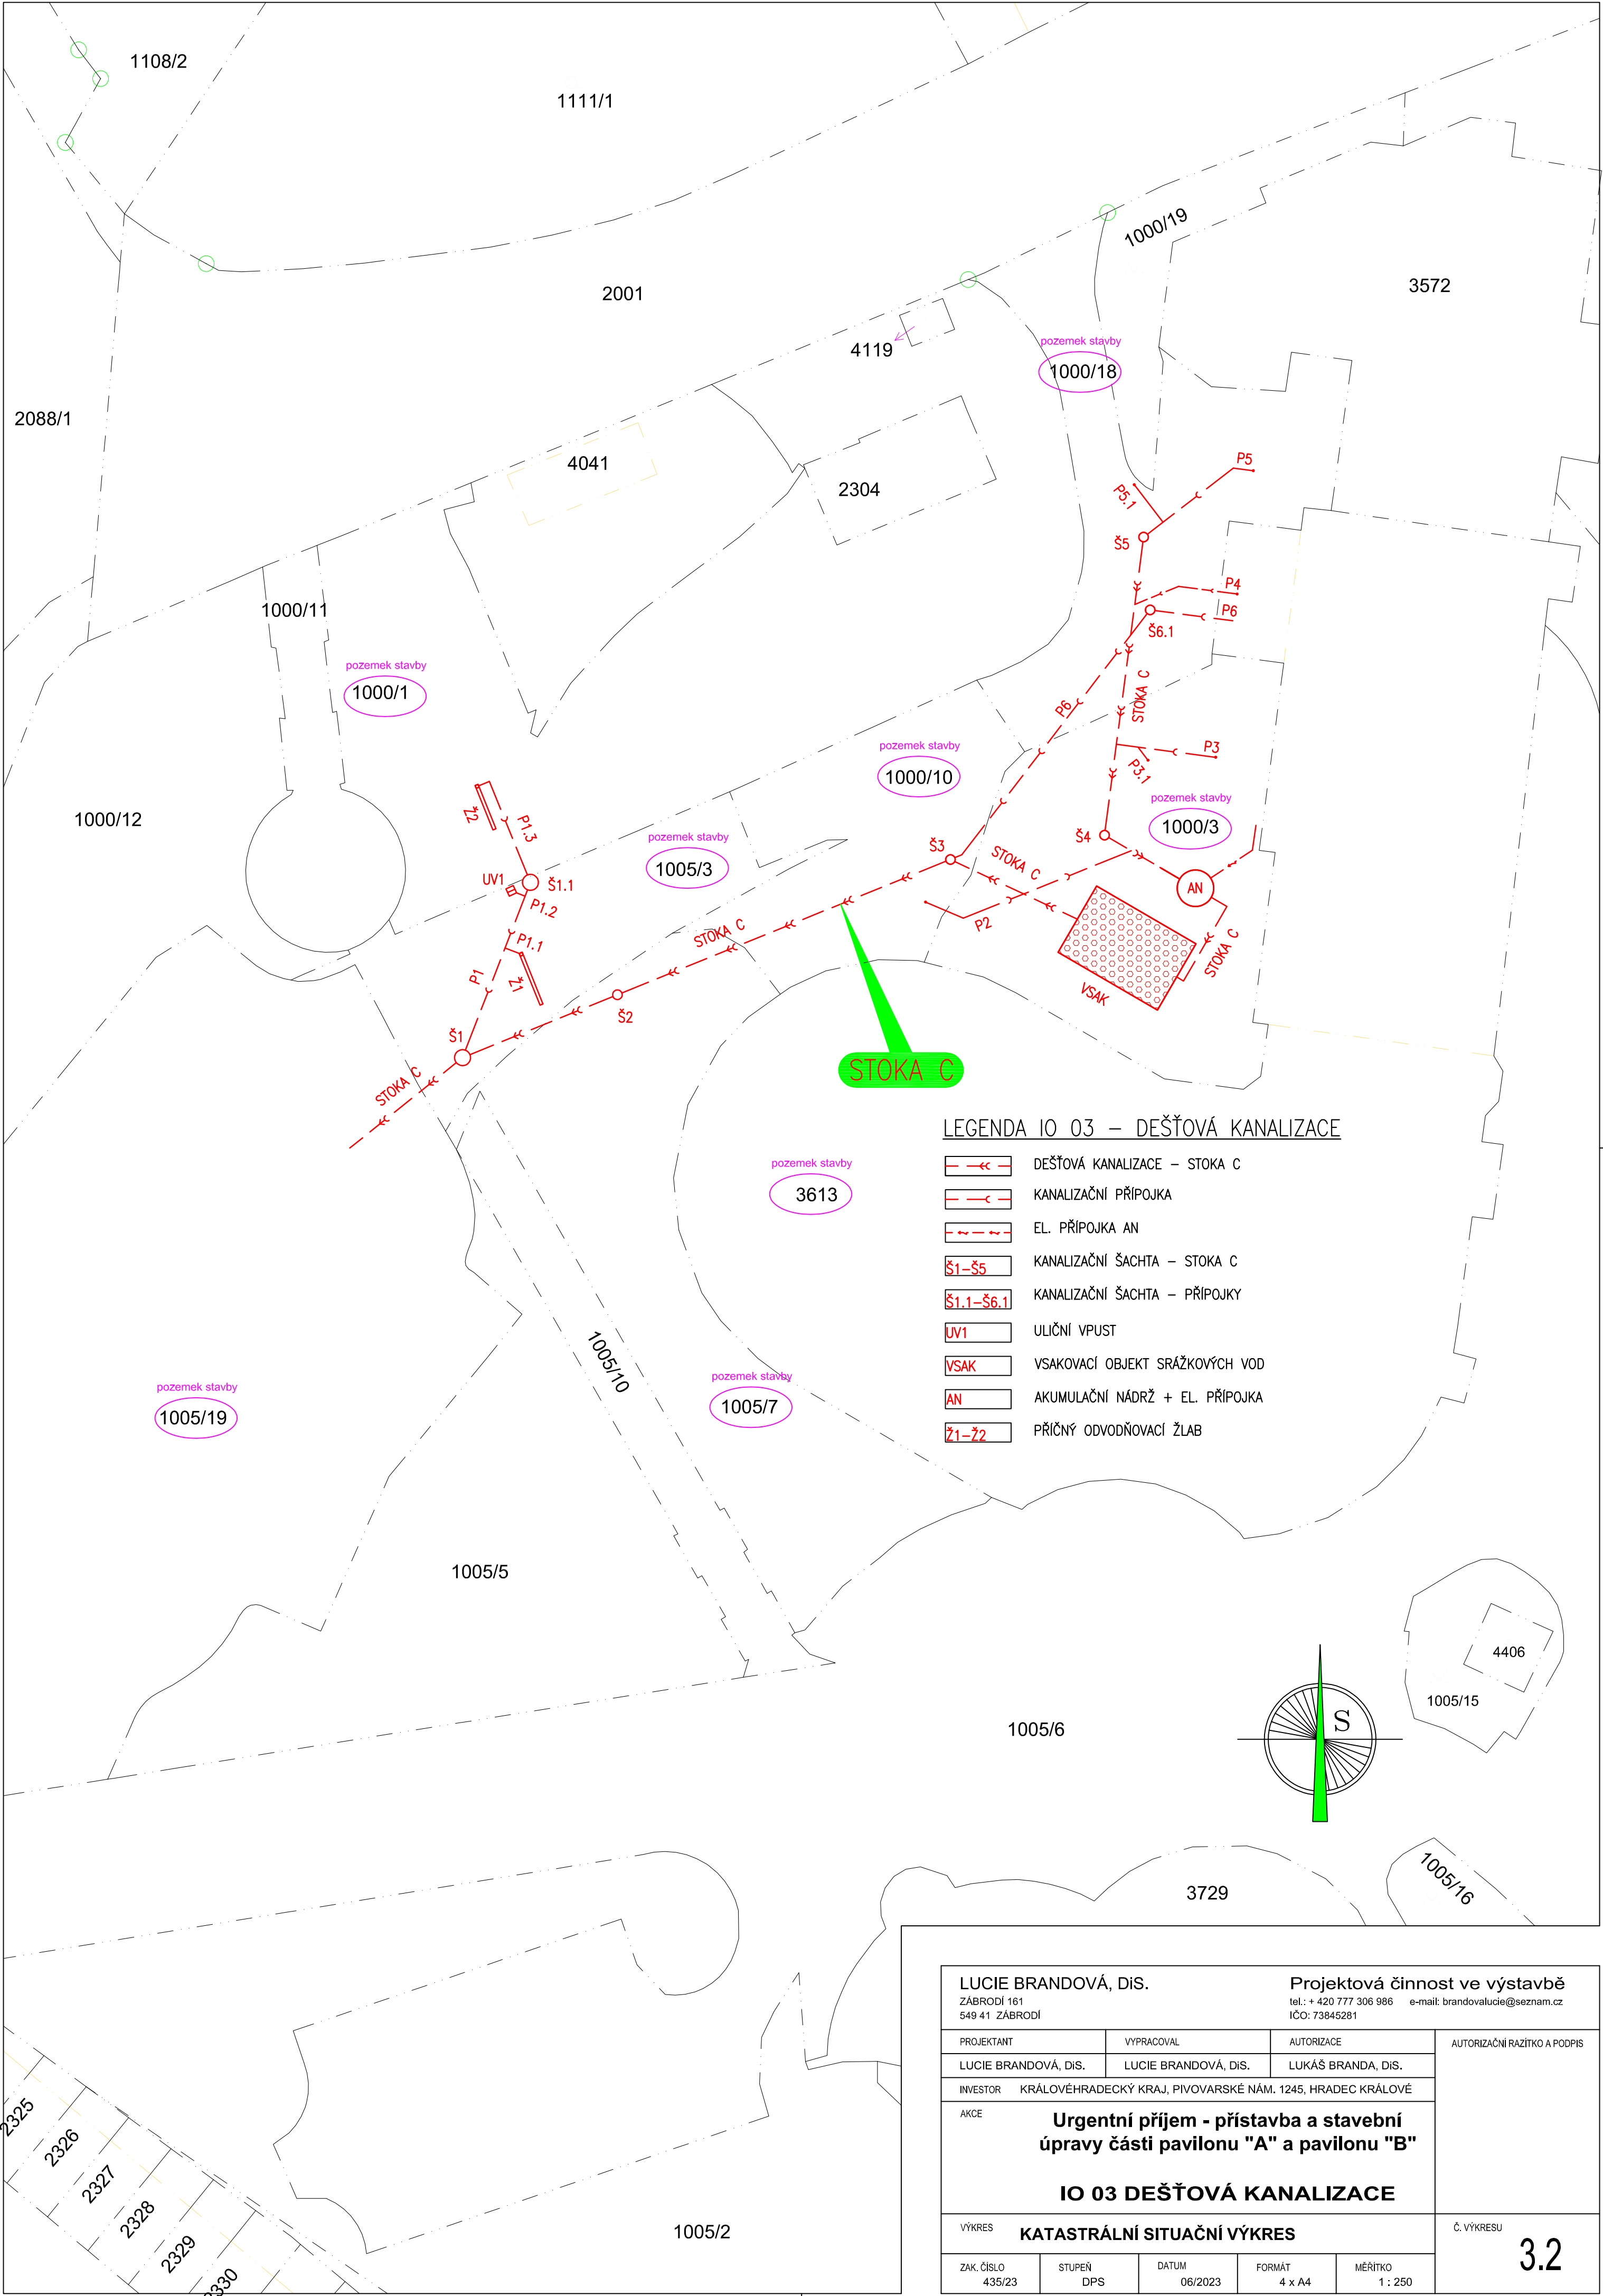 1108/2
1111/1
1000/19
3572
2001
4119
pozemek stavby
1000/18
2088/1
4041
2304
P5
P5.1
Š5
P4
P6
Š6.1
1000/11
pozemek stavby
1000/1
STOKA C
P6
pozemek stavby
1000/10
P3
P3.1
pozemek stavby
1000/3
1000/12
Ž2
P1.3
pozemek stavby
1005/3
Š4
Š3
STOKA C
AN
UV1
Š1.1
P1.2
P2
STOKA C
P1.1
STOKA C
P1
Ž1
VSAK
Š2
Š1
STOKA C
STOKA C
LEGENDA IO 03 – DEŠŤOVÁ KANALIZACE
DEŠŤOVÁ KANALIZACE – STOKA C
KANALIZAČNÍ PŘÍPOJKA
EL. PŘÍPOJKA AN
Š1–Š5 KANALIZAČNÍ ŠACHTA – STOKA C
Š1.1–Š6.1 KANALIZAČNÍ ŠACHTA – PŘÍPOJKY
UV1 ULIČNÍ VPUST
VSAK VSAKOVACÍ OBJEKT SRÁŽKOVÝCH VOD
AN AKUMULAČNÍ NÁDRŽ + EL. PŘÍPOJKA
Ž1–Ž2 PŘÍČNÝ ODVODŇOVACÍ ŽLAB
pozemek stavby
3613
1005/10
pozemek stavby
1005/19
pozemek stavby
1005/7
1005/5
4406
1005/15
1005/6
S
1005/16
3729
2325
2326
2327
2328
2329
2330
1005/2
LUCIE BRANDOVÁ, DiS.
ZÁBRODÍ 161
549 41 ZÁBRODÍ
Projektová činnost ve výstavbě
tel.: + 420 777 306 986 e-mail: brandovalucie@seznam.cz
IČO: 73845281
PROJEKTANT VYPRACOVAL AUTORIZACE AUTORIZAČNÍ RAZÍTKO A PODPIS
LUCIE BRANDOVÁ, DiS. LUCIE BRANDOVÁ, DiS. LUKÁŠ BRANDA, DiS.
INVESTOR KRÁLOVÉHRADECKÝ KRAJ, PIVOVARSKÉ NÁM. 1245, HRADEC KRÁLOVÉ
AKCE
Urgentní příjem - přístavba a stavební
úpravy části pavilonu "A" a pavilonu "B"
IO 03 DEŠŤOVÁ KANALIZACE
VÝKRES KATASTRÁLNÍ SITUAČNÍ VÝKRES
Č. VÝKRESU
3.2
ZAK. ČÍSLO STUPEŇ DATUM FORMÁT MĚŘÍTKO
435/23 DPS 06/2023 4 x A4 1 : 250